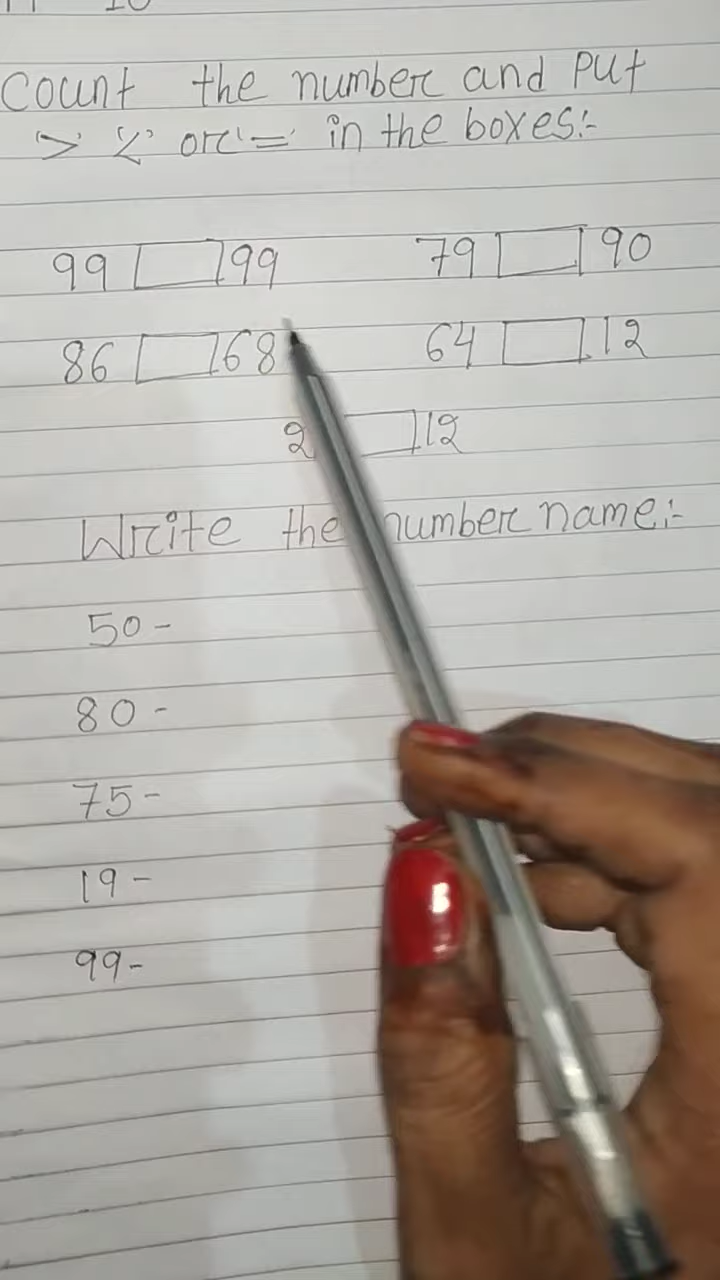 Count the number and put
'>' '<' or '=' in the boxes:-
99 199 79 90
86 68 64 12
12
Write the number name:-
50-
80-
75-
19-
99-